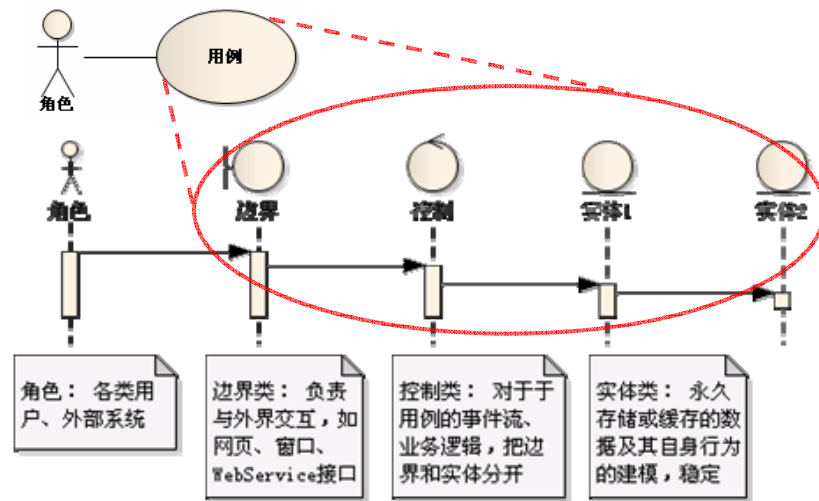 用例
角色
角色
边界
控制
实体1
实体2
角色： 各类用
户、外部系统
边界类： 负责
与外界交互，如
网页、窗口、
WebService接口
控制类： 对于于
用例的事件流、
业务逻辑，把边
界和实体分开
实体类： 永久
存储或缓存的数
据及其自身行为
的建模，稳定